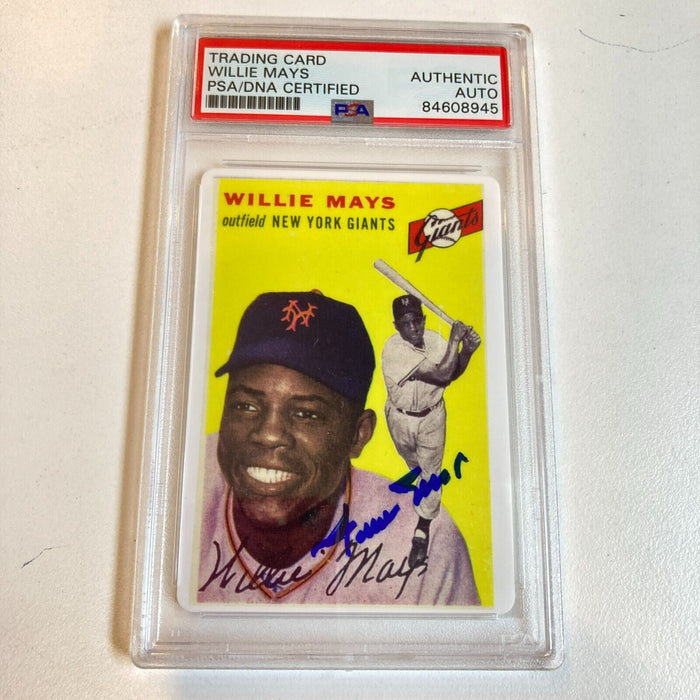 TRADING CARD
WILLIE MAYS
PSA/DNA CERTIFIED
AUTHENTIC
AUTO
84608945
PSA
WILLIE MAYS
outfield NEW YORK GIANTS
Giants
NY
Willie Mays